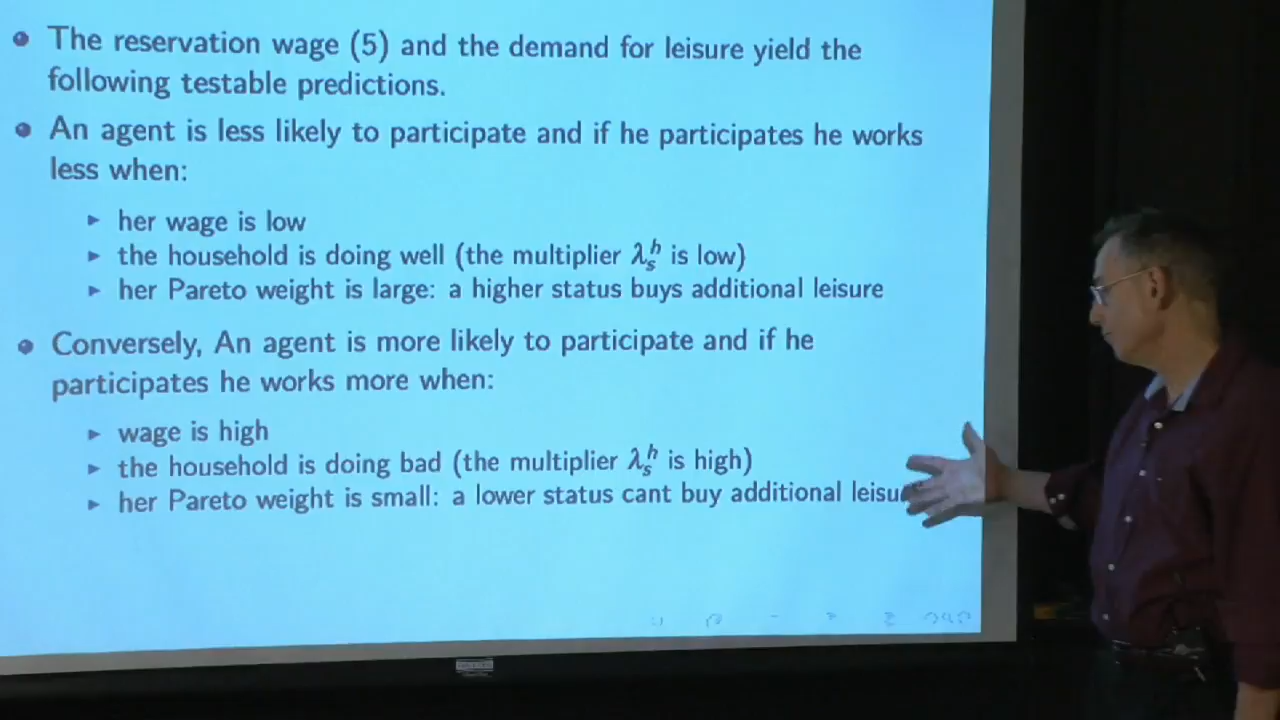 The reservation wage (5) and the demand for leisure yield the
following testable predictions.
An agent is less likely to participate and if he participates he works
less when:
her wage is low
the household is doing well (the multiplier λₛʰ is low)
her Pareto weight is large: a higher status buys additional leisure
Conversely, An agent is more likely to participate and if he
participates he works more when:
wage is high
the household is doing bad (the multiplier λₛʰ is high)
her Pareto weight is small: a lower status cant buy additional